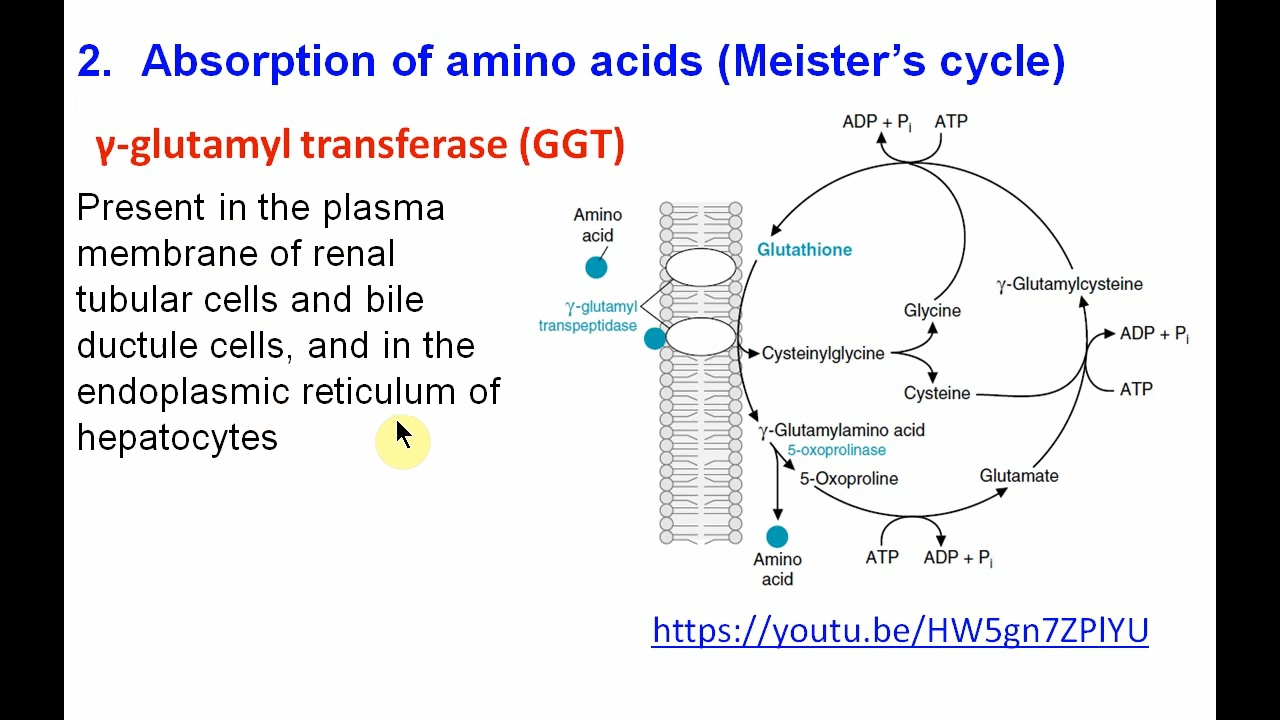 2. Absorption of amino acids (Meister's cycle)
γ-glutamyl transferase (GGT)
Present in the plasma
membrane of renal
tubular cells and bile
ductule cells, and in the
endoplasmic reticulum of
hepatocytes
ADP + Pi ATP
Amino
acid
Glutathione
γ-glutamyl
transpeptidase
γ-Glutamylcysteine
Glycine
ADP + Pi
Cysteinylglycine
Cysteine
ATP
γ-Glutamylamino acid
5-oxoprolinase
5-Oxoproline
Glutamate
Amino
acid
ATP ADP + Pi
https://youtu.be/HW5gn7ZPlYU